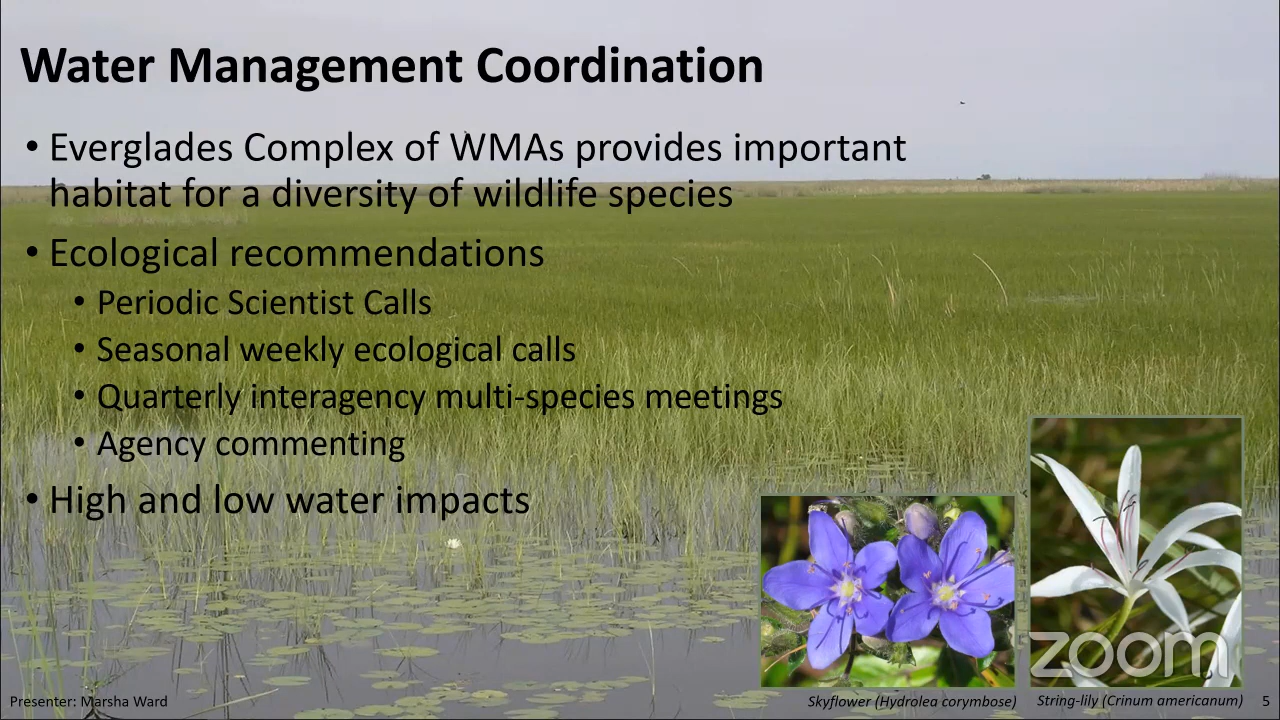 Water Management Coordination
• Everglades Complex of WMAs provides important
habitat for a diversity of wildlife species
• Ecological recommendations
• Periodic Scientist Calls
• Seasonal weekly ecological calls
• Quarterly interagency multi-species meetings
• Agency commenting
• High and low water impacts
zoom
Presenter: Marsha Ward
Skyflower (Hydrolea corymbose)
String-lily (Crinum americanum)
5